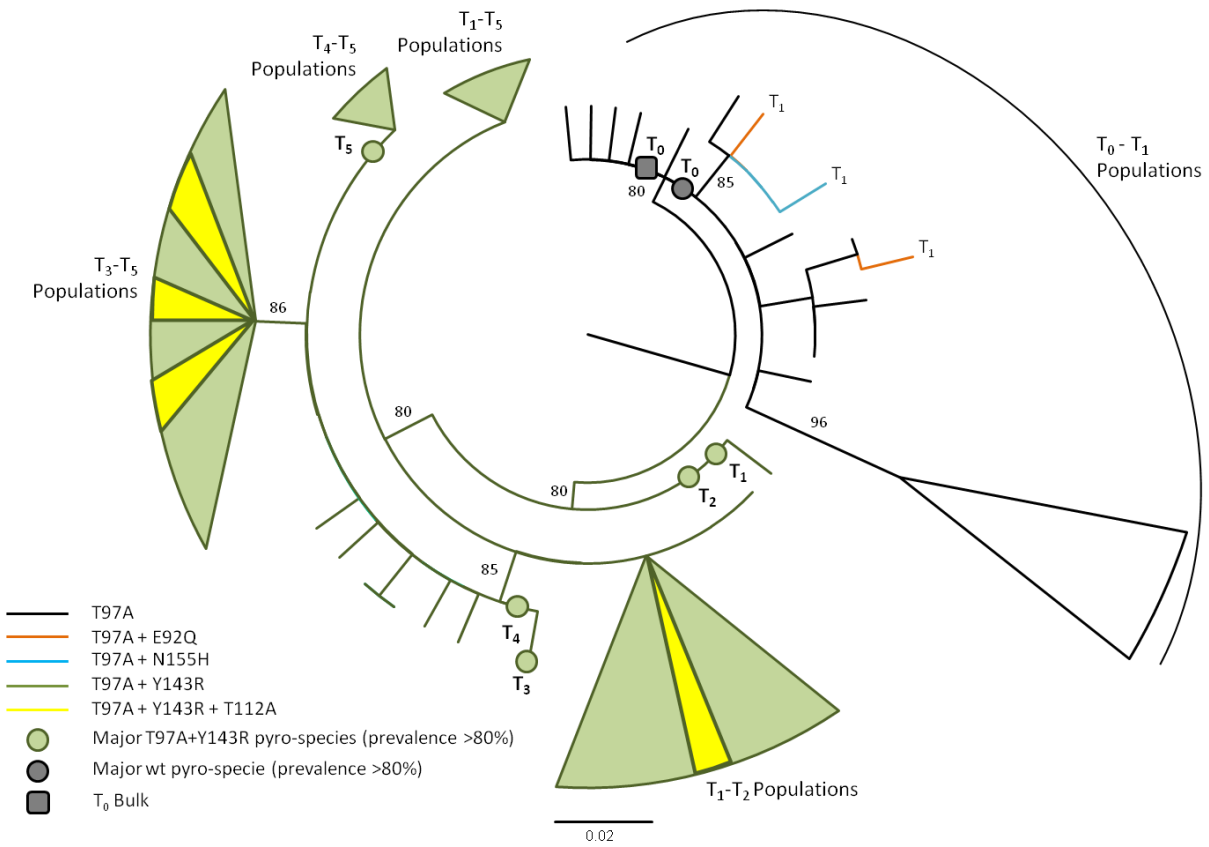 T₁-T₅
Populations
T₄-T₅
Populations
T₅
T₃-T₅
Populations
86
T₀
T₀
80
85
T₁
T₁
T₁
T₀ - T₁
Populations
96
80
80
T₁
T₂
85
T₄
T₃
T₁-T₂ Populations
0.02
T97A
T97A + E92Q
T97A + N155H
T97A + Y143R
T97A + Y143R + T112A
Major T97A+Y143R pyro-species (prevalence >80%)
Major wt pyro-specie (prevalence >80%)
T₀ Bulk